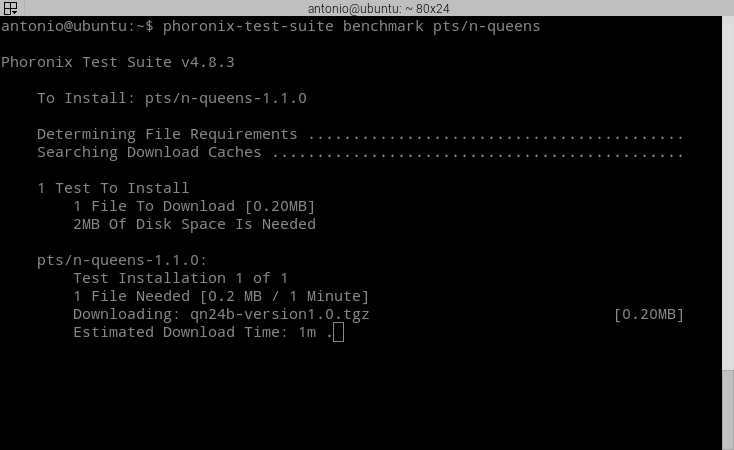 antonio@ubuntu: ~ 80x24
antonio@ubuntu:~$ phoronix-test-suite benchmark pts/n-queens
Phoronix Test Suite v4.8.3
To Install: pts/n-queens-1.1.0
Determining File Requirements ..........................................
Searching Download Caches ..............................................
1 Test To Install
1 File To Download [0.20MB]
2MB Of Disk Space Is Needed
pts/n-queens-1.1.0:
Test Installation 1 of 1
1 File Needed [0.2 MB / 1 Minute]
Downloading: qn24b-version1.0.tgz [0.20MB]
Estimated Download Time: 1m .